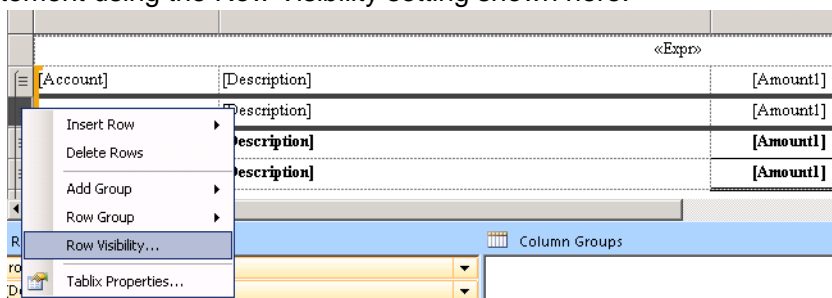 tement using the Row Visibility setting shown here:
«Expr»
[Account] [Description] [Amount1]
[Description] [Amount1]
Insert Row
Delete Rows
Description] [Amount1]
Description] [Amount1]
Add Group
Row Group
Row Visibility...
Column Groups
Tablix Properties...